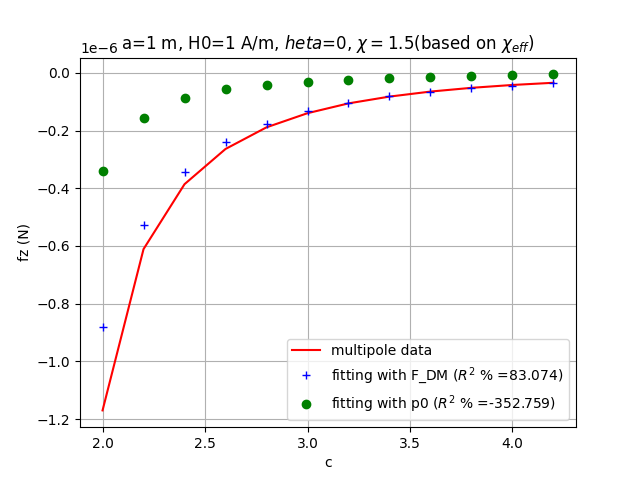 1e−6 a=1 m, H0=1 A/m, heta=0, χ = 1.5(based on χ_eff)
0.0
−0.2
−0.4
−0.6
−0.8
−1.0
−1.2
fz (N)
multipole data
fitting with F_DM (R² % =83.074)
fitting with p0 (R² % =-352.759)
2.0 2.5 3.0 3.5 4.0
c